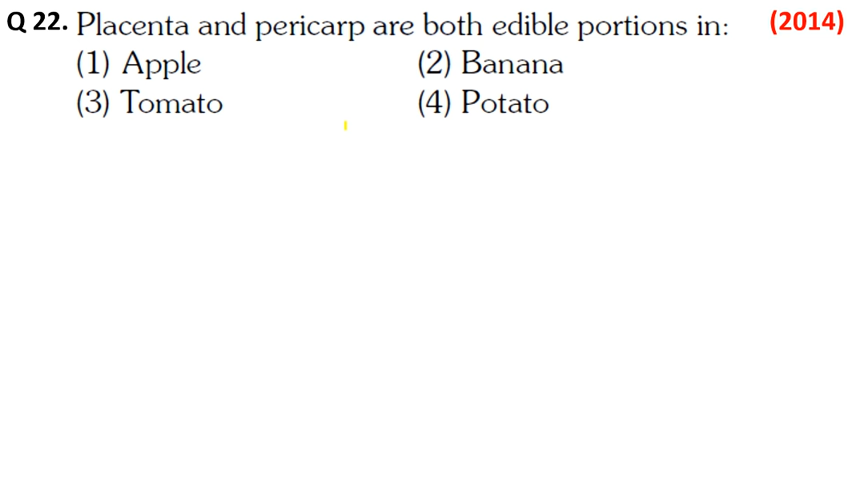 Q 22. Placenta and pericarp are both edible portions in: (2014)
(1) Apple (2) Banana
(3) Tomato (4) Potato